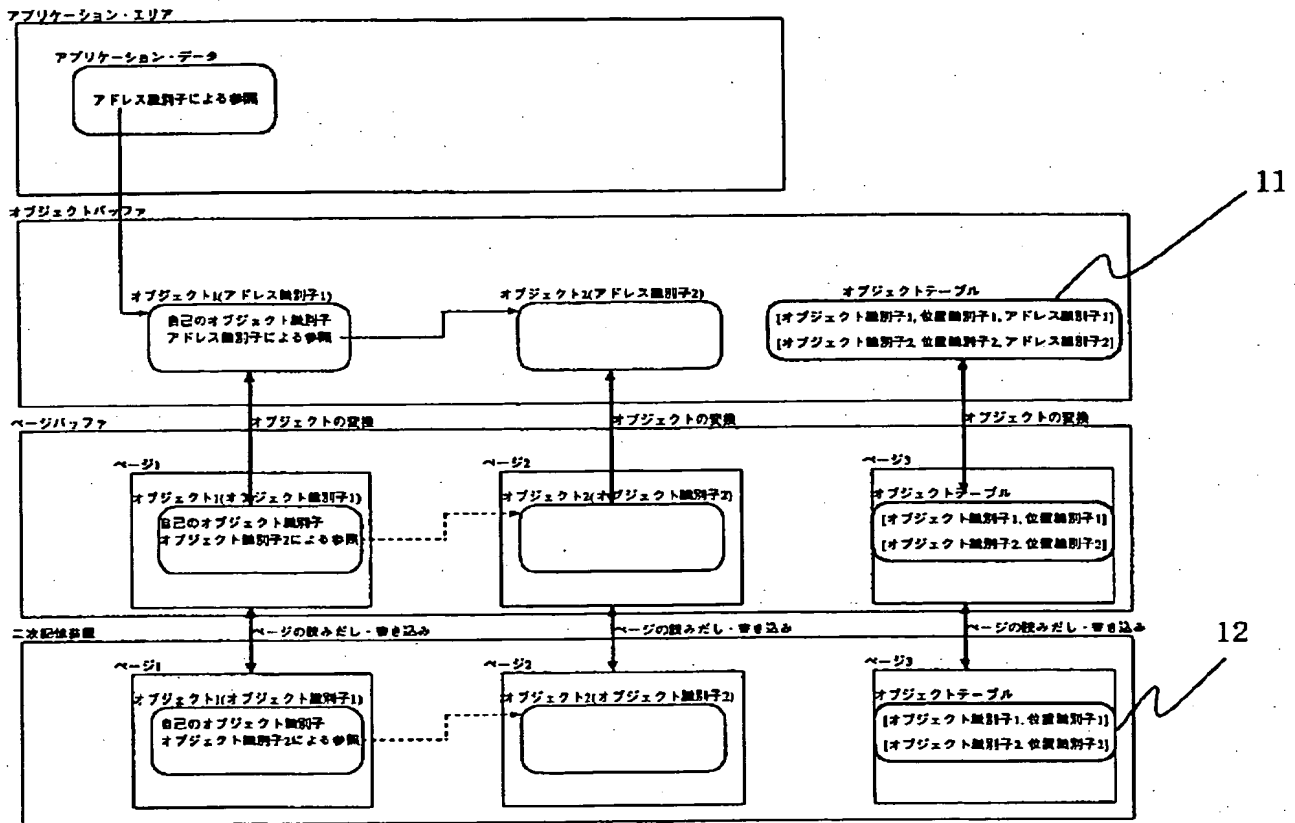 アプリケーション・エリア
アプリケーション・データ
アドレス識別子による参照
11
オブジェクトバッファ
オブジェクト1(アドレス識別子1)
自己のオブジェクト識別子
アドレス識別子による参照
オブジェクト2(アドレス識別子2)
オブジェクトテーブル
[オブジェクト識別子1, 位置識別子1, アドレス識別子1]
[オブジェクト識別子2, 位置識別子2, アドレス識別子2]
オブジェクトの変換
オブジェクトの変換
オブジェクトの変換
ページバッファ
ページ1
オブジェクト1(オブジェクト識別子1)
自己のオブジェクト識別子
オブジェクト識別子2による参照
ページ2
オブジェクト2(オブジェクト識別子2)
ページ3
オブジェクトテーブル
[オブジェクト識別子1, 位置識別子1]
[オブジェクト識別子2, 位置識別子2]
ページの読みだし・書き込み
ページの読みだし・書き込み
ページの読みだし・書き込み
二次記憶装置
12
ページ1
オブジェクト1(オブジェクト識別子1)
自己のオブジェクト識別子
オブジェクト識別子2による参照
ページ2
オブジェクト2(オブジェクト識別子2)
ページ3
オブジェクトテーブル
[オブジェクト識別子1, 位置識別子1]
[オブジェクト識別子2, 位置識別子2]